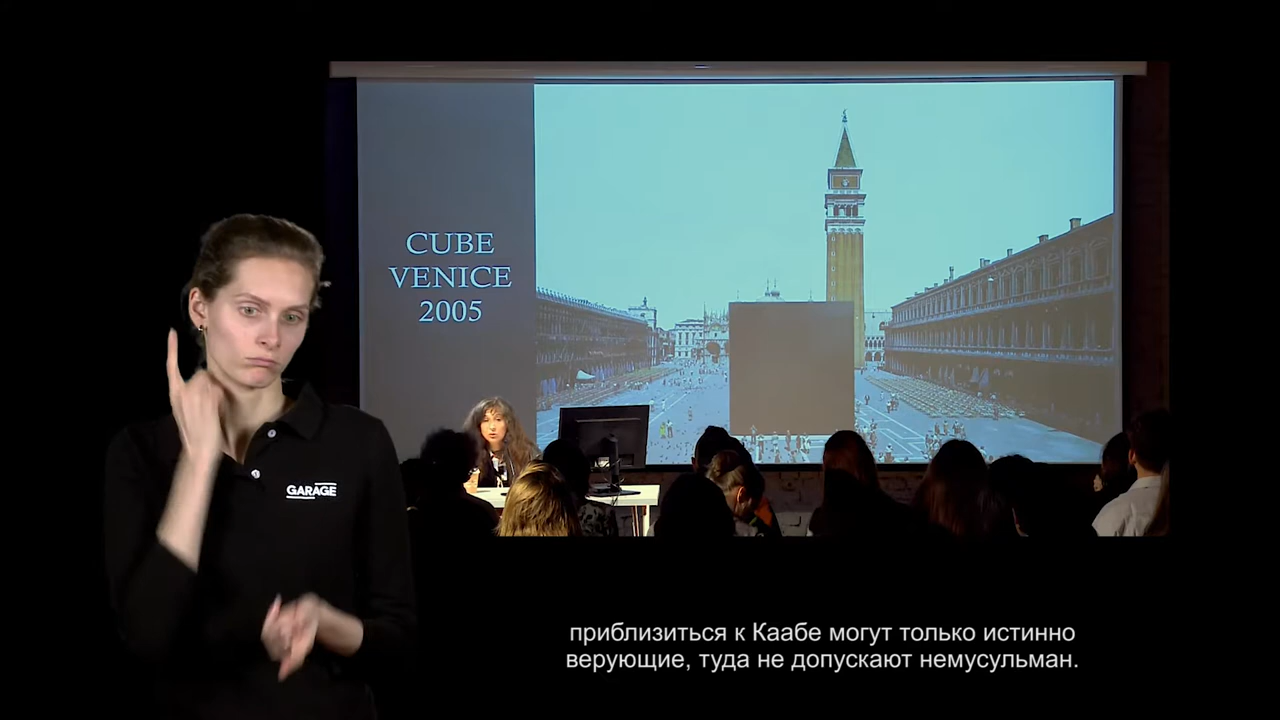 CUBE
VENICE
2005
GARAGE
приблизиться к Каабе могут только истинно
верующие, туда не допускают немусульман.